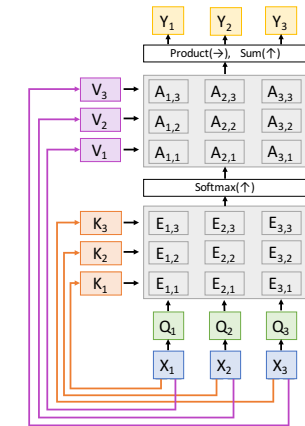 Y1 Y2 Y3
Product(→), Sum(↑)
V3 A1,3 A2,3 A3,3
V2 A1,2 A2,2 A3,2
V1 A1,1 A2,1 A3,1
Softmax(↑)
K3 E1,3 E2,3 E3,3
K2 E1,2 E2,2 E3,2
K1 E1,1 E2,1 E3,1
Q1 Q2 Q3
X1 X2 X3